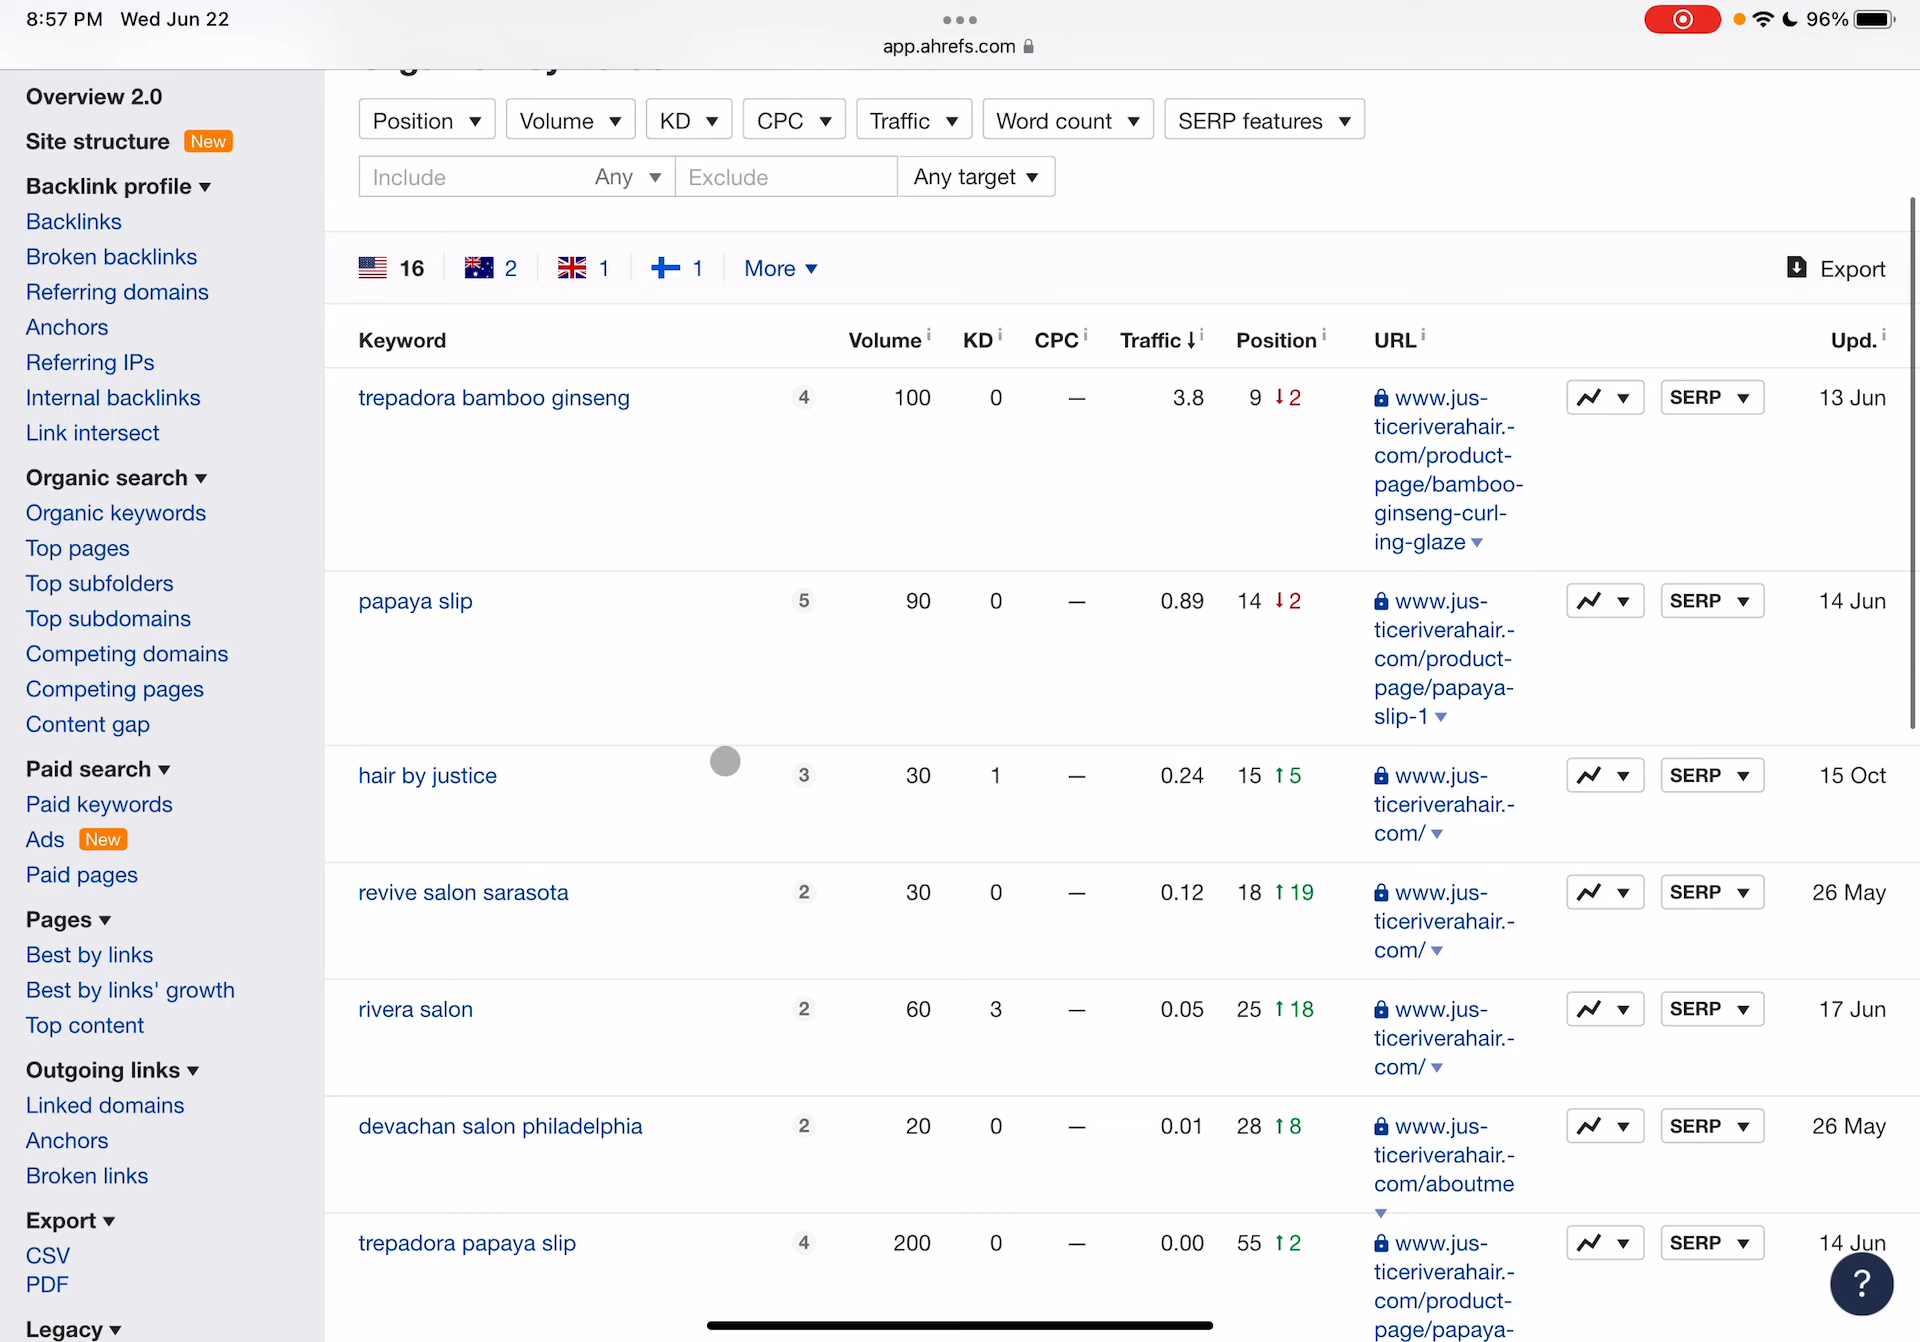 8:57 PM Wed Jun 22
96%
app.ahrefs.com
Overview 2.0
Site structure New
Backlink profile
Backlinks
Broken backlinks
Referring domains
Anchors
Referring IPs
Internal backlinks
Link intersect
Organic search
Organic keywords
Top pages
Top subfolders
Top subdomains
Competing domains
Competing pages
Content gap
Paid search
Paid keywords
Ads New
Paid pages
Pages
Best by links
Best by links' growth
Top content
Outgoing links
Linked domains
Anchors
Broken links
Export
CSV
PDF
Legacy
Position Volume KD CPC Traffic Word count SERP features
Include Any Exclude Any target
16 2 1 1 More Export
Keyword Volume i KD i CPC i Traffic ↓ i Position i URL i Upd. i
trepadora bamboo ginseng 4 100 0 — 3.8 9 ↓2 www.jus- SERP 13 Jun
ticeriverahair.-
com/product-
page/bamboo-
ginseng-curl-
ing-glaze
papaya slip 5 90 0 — 0.89 14 ↓2 www.jus- SERP 14 Jun
ticeriverahair.-
com/product-
page/papaya-
slip-1
hair by justice 3 30 1 — 0.24 15 ↑5 www.jus- SERP 15 Oct
ticeriverahair.-
com/
revive salon sarasota 2 30 0 — 0.12 18 ↑19 www.jus- SERP 26 May
ticeriverahair.-
com/
rivera salon 2 60 3 — 0.05 25 ↑18 www.jus- SERP 17 Jun
ticeriverahair.-
com/
devachan salon philadelphia 2 20 0 — 0.01 28 ↑8 www.jus- SERP 26 May
ticeriverahair.-
com/aboutme
trepadora papaya slip 4 200 0 — 0.00 55 ↑2 www.jus- SERP 14 Jun
ticeriverahair.-
com/product-
page/papaya-
?